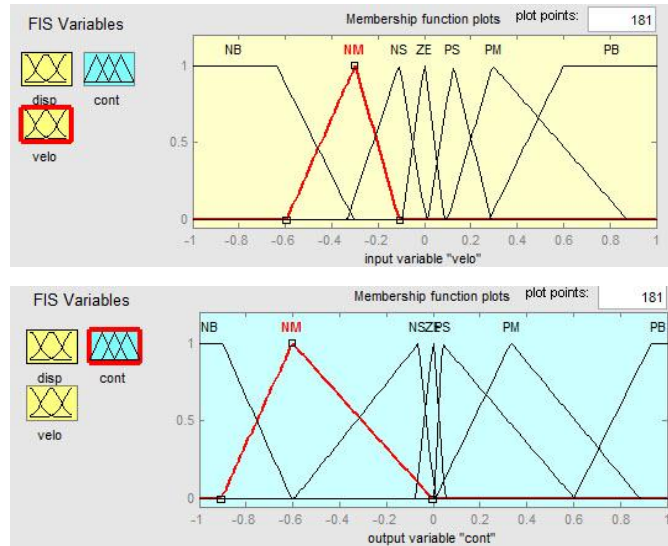 FIS Variables
Membership function plots plot points: 181
disp
cont
velo
NB NM NS ZE PS PM PB
1
0.5
0
-1 -0.8 -0.6 -0.4 -0.2 0 0.2 0.4 0.6 0.8 1
input variable "velo"
FIS Variables
Membership function plots plot points: 181
disp
cont
velo
NB NM NS ZE PS PM PB
1
0.5
0
-1 -0.8 -0.6 -0.4 -0.2 0 0.2 0.4 0.6 0.8 1
output variable "cont"